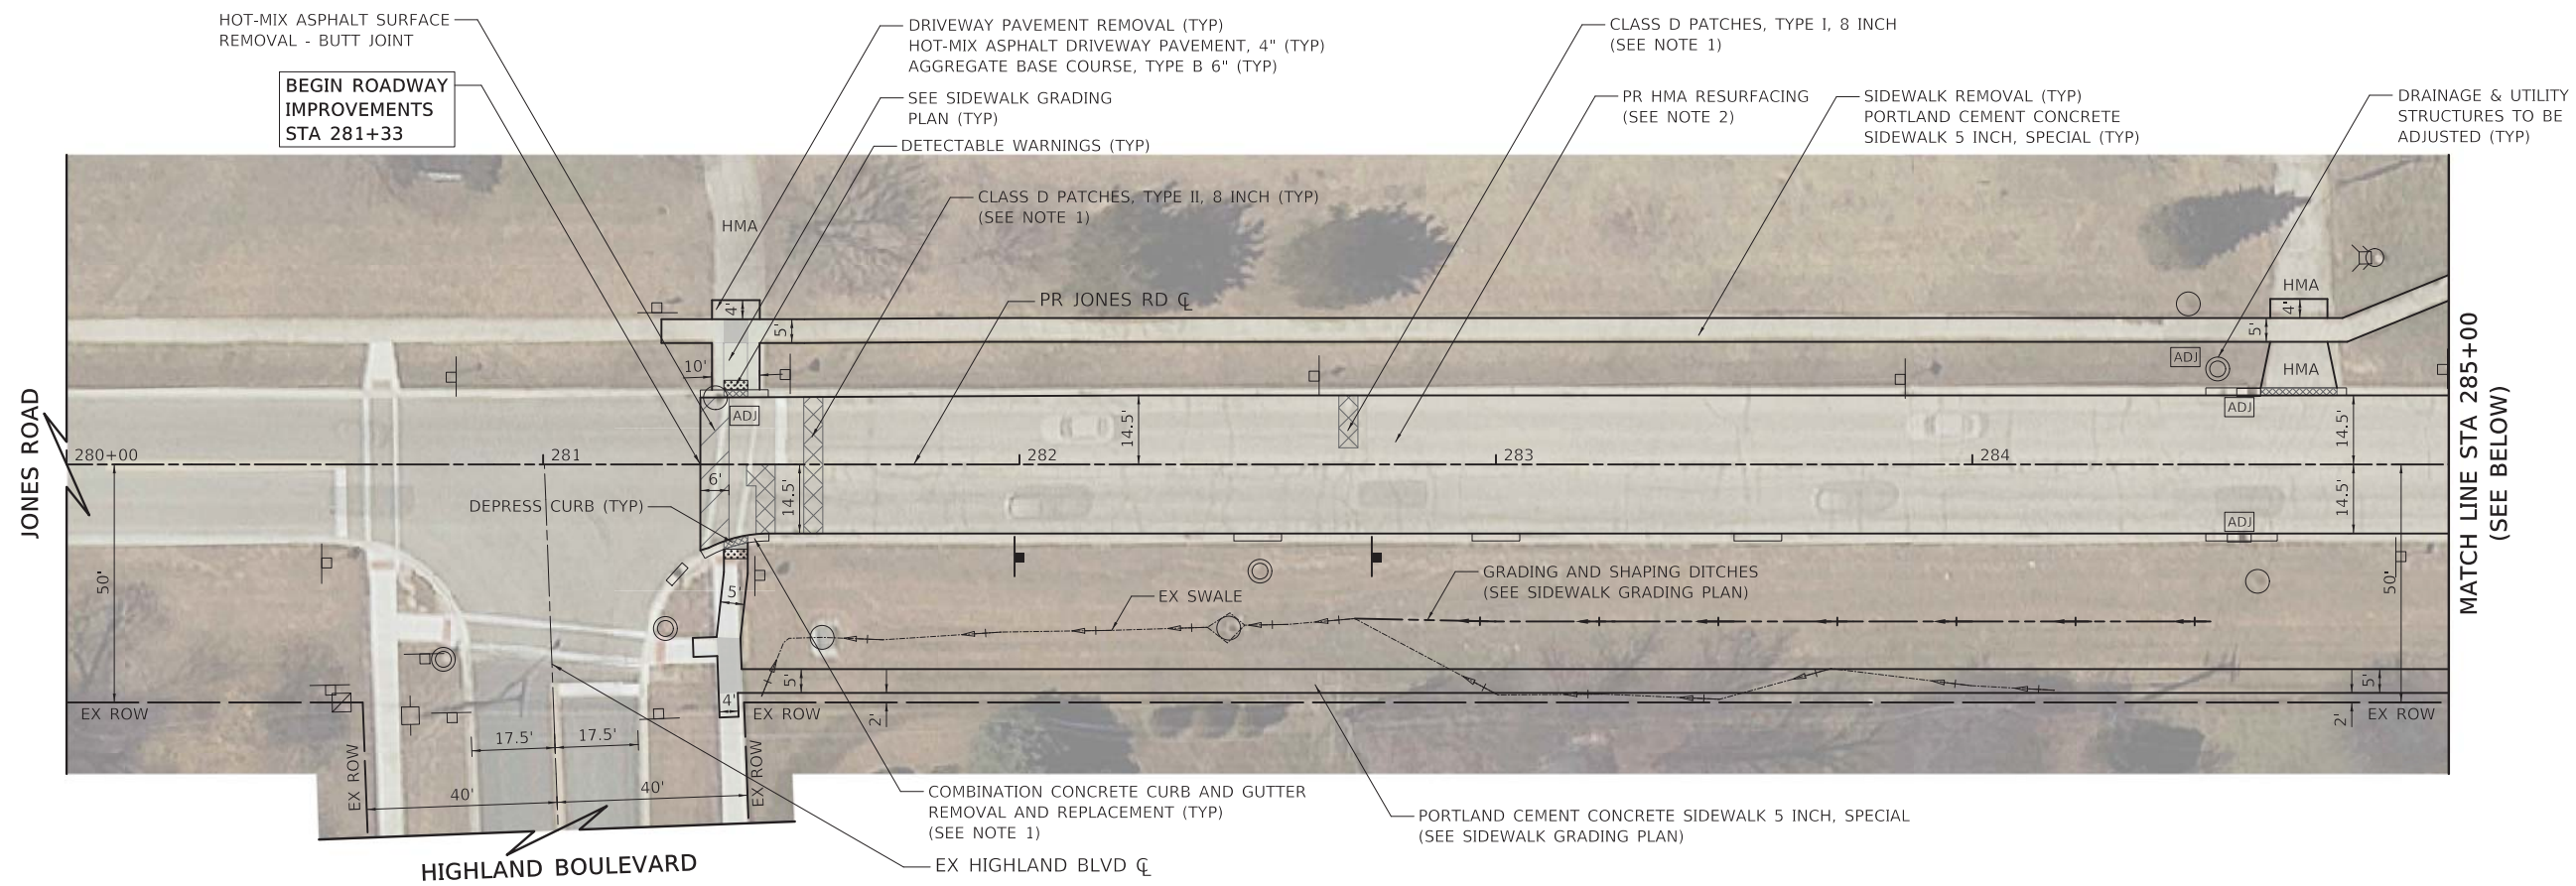 HOT-MIX ASPHALT SURFACE
REMOVAL - BUTT JOINT
BEGIN ROADWAY
IMPROVEMENTS
STA 281+33
DRIVEWAY PAVEMENT REMOVAL (TYP)
HOT-MIX ASPHALT DRIVEWAY PAVEMENT, 4" (TYP)
AGGREGATE BASE COURSE, TYPE B 6" (TYP)
SEE SIDEWALK GRADING
PLAN (TYP)
DETECTABLE WARNINGS (TYP)
CLASS D PATCHES, TYPE II, 8 INCH (TYP)
(SEE NOTE 1)
CLASS D PATCHES, TYPE I, 8 INCH
(SEE NOTE 1)
PR HMA RESURFACING
(SEE NOTE 2)
SIDEWALK REMOVAL (TYP)
PORTLAND CEMENT CONCRETE
SIDEWALK 5 INCH, SPECIAL (TYP)
DRAINAGE & UTILITY
STRUCTURES TO BE
ADJUSTED (TYP)
HMA
PR JONES RD ℄
HMA
4'
4'
5'
5'
10'
HMA
ADJ
ADJ
ADJ
14.5'
14.5'
JONES ROAD
280+00
281
282
283
284
6'
14.5'
14.5'
DEPRESS CURB (TYP)
ADJ
MATCH LINE STA 285+00
(SEE BELOW)
50'
50'
5'
EX SWALE
GRADING AND SHAPING DITCHES
(SEE SIDEWALK GRADING PLAN)
5'
5'
4'
2'
2'
EX ROW
EX ROW
EX ROW
17.5'
17.5'
EX ROW
EX ROW
40'
40'
COMBINATION CONCRETE CURB AND GUTTER
REMOVAL AND REPLACEMENT (TYP)
(SEE NOTE 1)
PORTLAND CEMENT CONCRETE SIDEWALK 5 INCH, SPECIAL
(SEE SIDEWALK GRADING PLAN)
HIGHLAND BOULEVARD
EX HIGHLAND BLVD ℄